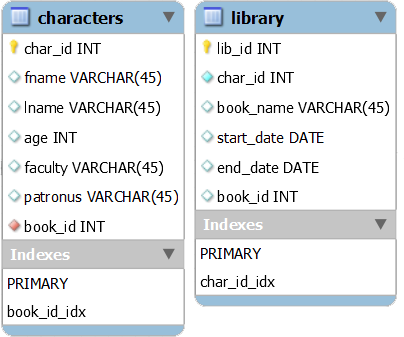 characters
char_id INT
fname VARCHAR(45)
lname VARCHAR(45)
age INT
faculty VARCHAR(45)
patronus VARCHAR(45)
book_id INT
Indexes
PRIMARY
book_id_idx
library
lib_id INT
char_id INT
book_name VARCHAR(45)
start_date DATE
end_date DATE
book_id INT
Indexes
PRIMARY
char_id_idx